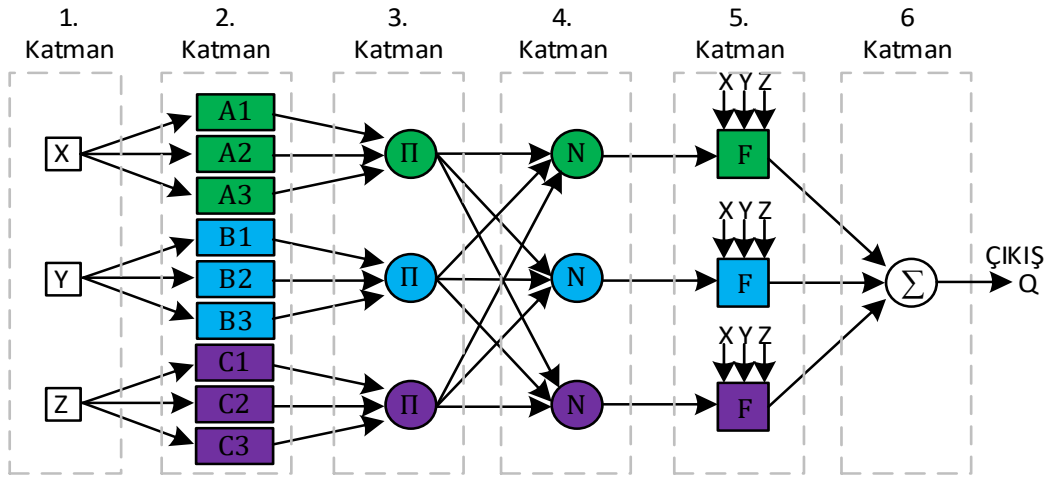 1. Katman
2. Katman
3. Katman
4. Katman
5. Katman
6 Katman
X
Y
Z
A1
A2
A3
B1
B2
B3
C1
C2
C3
Π
Π
Π
N
N
N
X Y Z
F
X Y Z
F
X Y Z
F
Σ
ÇIKIŞ
Q